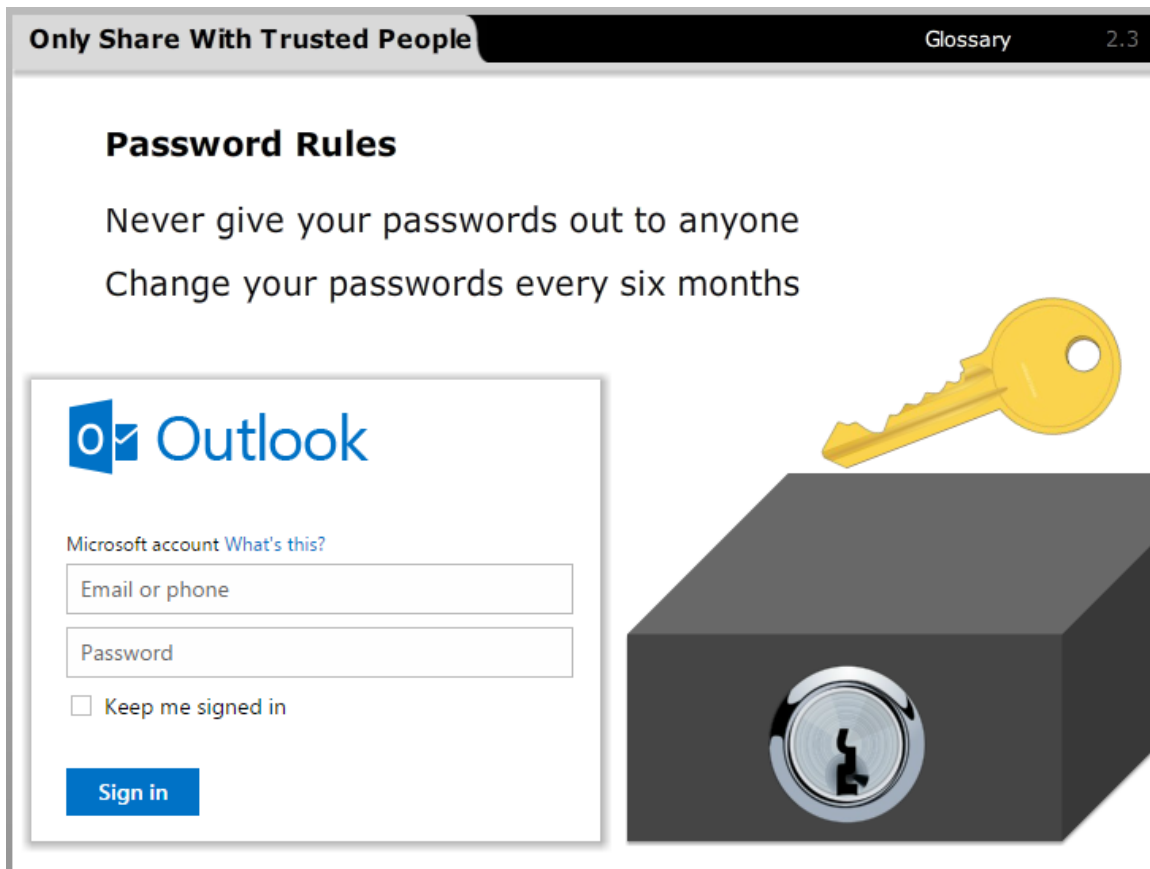 Only Share With Trusted People
Glossary
2.3
Password Rules
Never give your passwords out to anyone
Change your passwords every six months
Outlook
Microsoft account What's this?
Email or phone
Password
Keep me signed in
Sign in